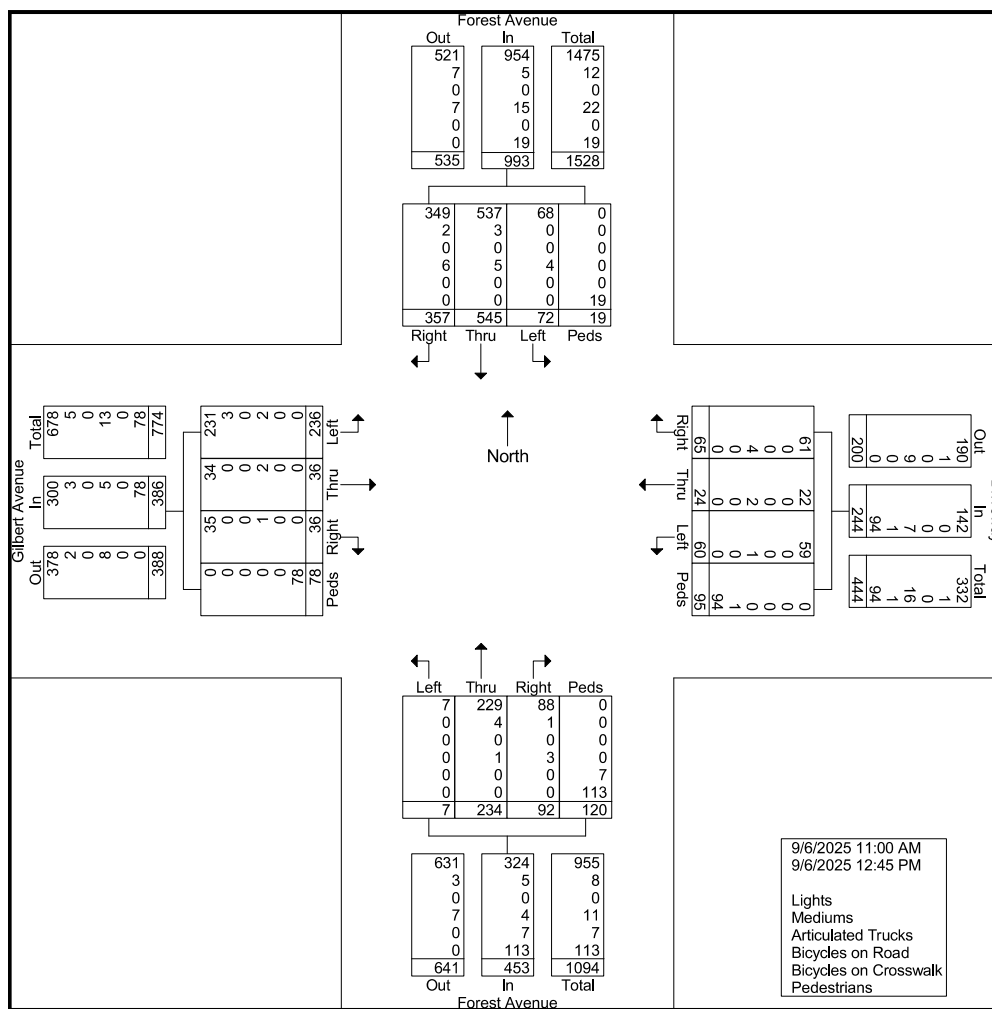 Forest Avenue
Out In Total
521 954 1475
7 5 12
0 0 0
7 15 22
0 0 0
0 19 19
535 993 1528
349 537 68 0
2 3 0 0
0 0 0 0
6 5 4 0
0 0 0 0
0 0 0 19
357 545 72 19
Right Thru Left Peds
Gilbert Avenue
Out In Total
378 300 678
2 3 5
0 0 0
8 5 13
0 0 0
0 78 78
388 386 774
0 35 34 231
0 0 0 3
0 0 0 0
0 1 2 2
0 0 0 0
78 0 0 0
78 36 36 236
Peds Right Thru Left
North
Out In Total
190 142 332
1 0 1
0 0 0
9 7 16
0 1 1
0 94 94
200 244 444
61 22 59 0
0 0 0 0
0 0 0 0
4 2 1 0
0 0 0 1
0 0 0 94
65 24 60 95
Right Thru Left Peds
Left Thru Right Peds
7 229 88 0
0 4 1 0
0 0 0 0
0 1 3 0
0 0 0 7
0 0 0 113
7 234 92 120
631 324 955
3 5 8
0 0 0
7 4 11
0 7 7
0 113 113
641 453 1094
Out In Total
Forest Avenue
9/6/2025 11:00 AM
9/6/2025 12:45 PM
Lights
Mediums
Articulated Trucks
Bicycles on Road
Bicycles on Crosswalk
Pedestrians